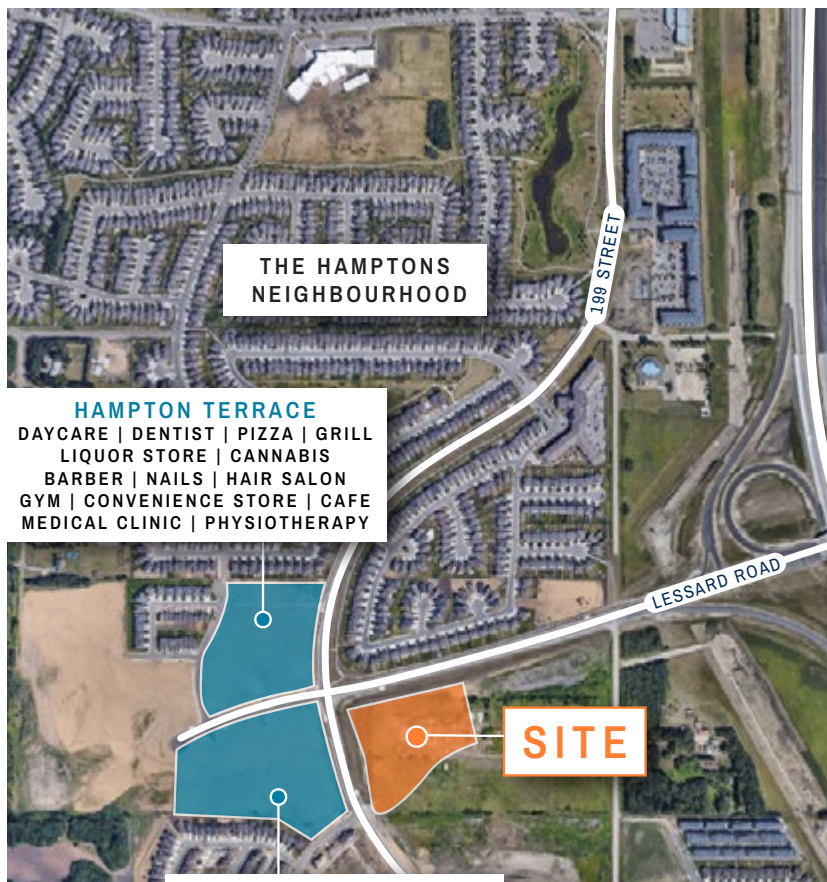 199 STREET
THE HAMPTONS
NEIGHBOURHOOD
HAMPTON TERRACE
DAYCARE | DENTIST | PIZZA | GRILL
LIQUOR STORE | CANNABIS
BARBER | NAILS | HAIR SALON
GYM | CONVENIENCE STORE | CAFE
MEDICAL CLINIC | PHYSIOTHERAPY
LESSARD ROAD
SITE